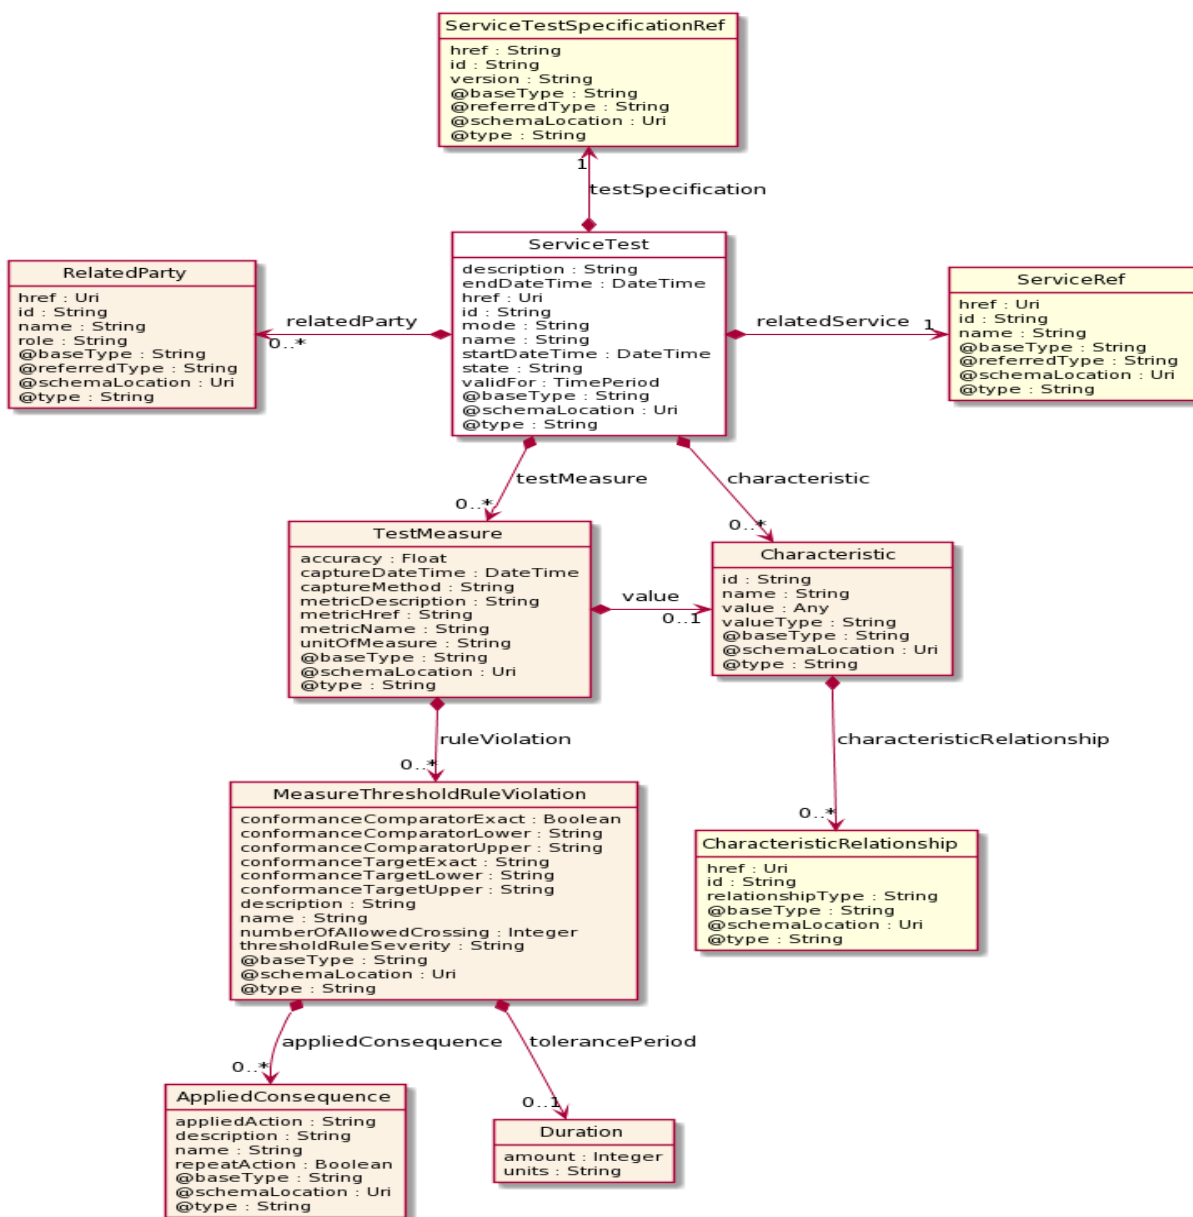 ServiceTestSpecificationRef
href : String
id : String
version : String
@baseType : String
@referredType : String
@schemaLocation : Uri
@type : String
1
testSpecification
ServiceTest
description : String
endDateTime : DateTime
href : Uri
id : String
mode : String
name : String
startDateTime : DateTime
state : String
validFor : TimePeriod
@baseType : String
@schemaLocation : Uri
@type : String
RelatedParty
href : Uri
id : String
name : String
role : String
@baseType : String
@referredType : String
@schemaLocation : Uri
@type : String
relatedParty
0..*
relatedService
1
ServiceRef
href : Uri
id : String
name : String
@baseType : String
@referredType : String
@schemaLocation : Uri
@type : String
testMeasure
0..*
characteristic
0..*
TestMeasure
accuracy : Float
captureDateTime : DateTime
captureMethod : String
metricDescription : String
metricHref : String
metricName : String
unitOfMeasure : String
@baseType : String
@schemaLocation : Uri
@type : String
value
0..1
Characteristic
id : String
name : String
value : Any
valueType : String
@baseType : String
@schemaLocation : Uri
@type : String
ruleViolation
0..*
characteristicRelationship
0..*
MeasureThresholdRuleViolation
conformanceComparatorExact : Boolean
conformanceComparatorLower : String
conformanceComparatorUpper : String
conformanceTargetExact : String
conformanceTargetLower : String
conformanceTargetUpper : String
description : String
name : String
numberOfAllowedCrossing : Integer
thresholdRuleSeverity : String
@baseType : String
@schemaLocation : Uri
@type : String
CharacteristicRelationship
href : Uri
id : String
relationshipType : String
@baseType : String
@schemaLocation : Uri
@type : String
appliedConsequence
0..*
tolerancePeriod
0..1
AppliedConsequence
appliedAction : String
description : String
name : String
repeatAction : Boolean
@baseType : String
@schemaLocation : Uri
@type : String
Duration
amount : Integer
units : String